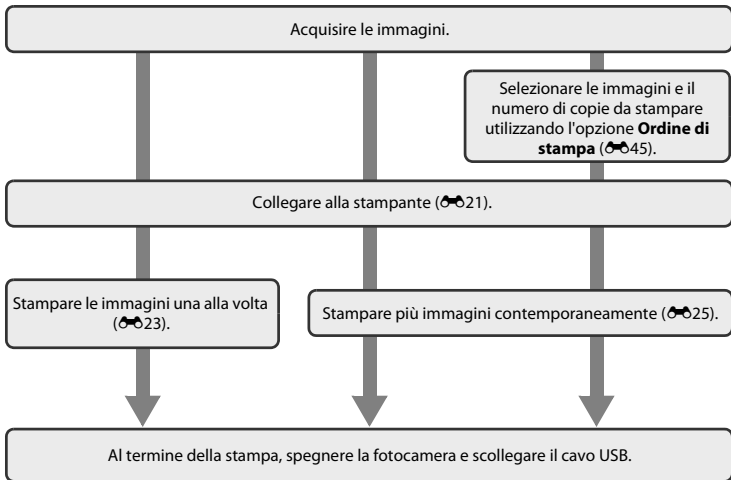 Acquisire le immagini.
Selezionare le immagini e il
numero di copie da stampare
utilizzando l'opzione Ordine di
stampa (45).
Collegare alla stampante (21).
Stampare le immagini una alla volta
(23).
Stampare più immagini contemporaneamente (25).
Al termine della stampa, spegnere la fotocamera e scollegare il cavo USB.